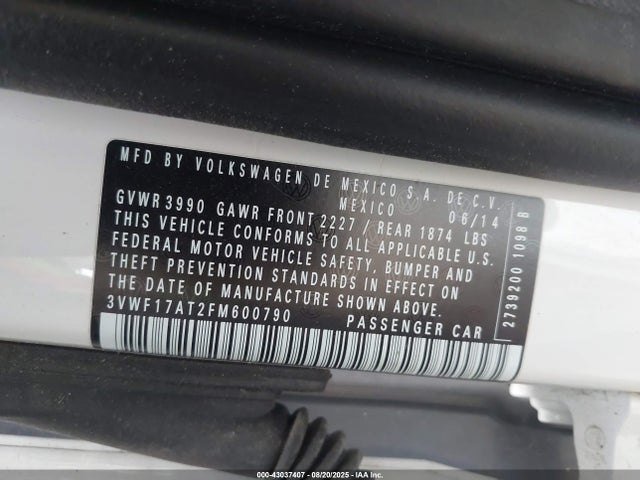 MFD BY VOLKSWAGEN DE MEXICO S.A. DE C.V.
MEXICO
GVWR 3990 GAWR FRONT 2227 / REAR 1874 LBS 06/14
THIS VEHICLE CONFORMS TO ALL APPLICABLE U.S.
FEDERAL MOTOR VEHICLE SAFETY, BUMPER AND
THEFT PREVENTION STANDARDS IN EFFECT ON
THE DATE OF MANUFACTURE SHOWN ABOVE.
3VWF17AT2FM600790 PASSENGER CAR
2739200 1098 B
000-43037407 - 08/20/2025 - IAAI.COM